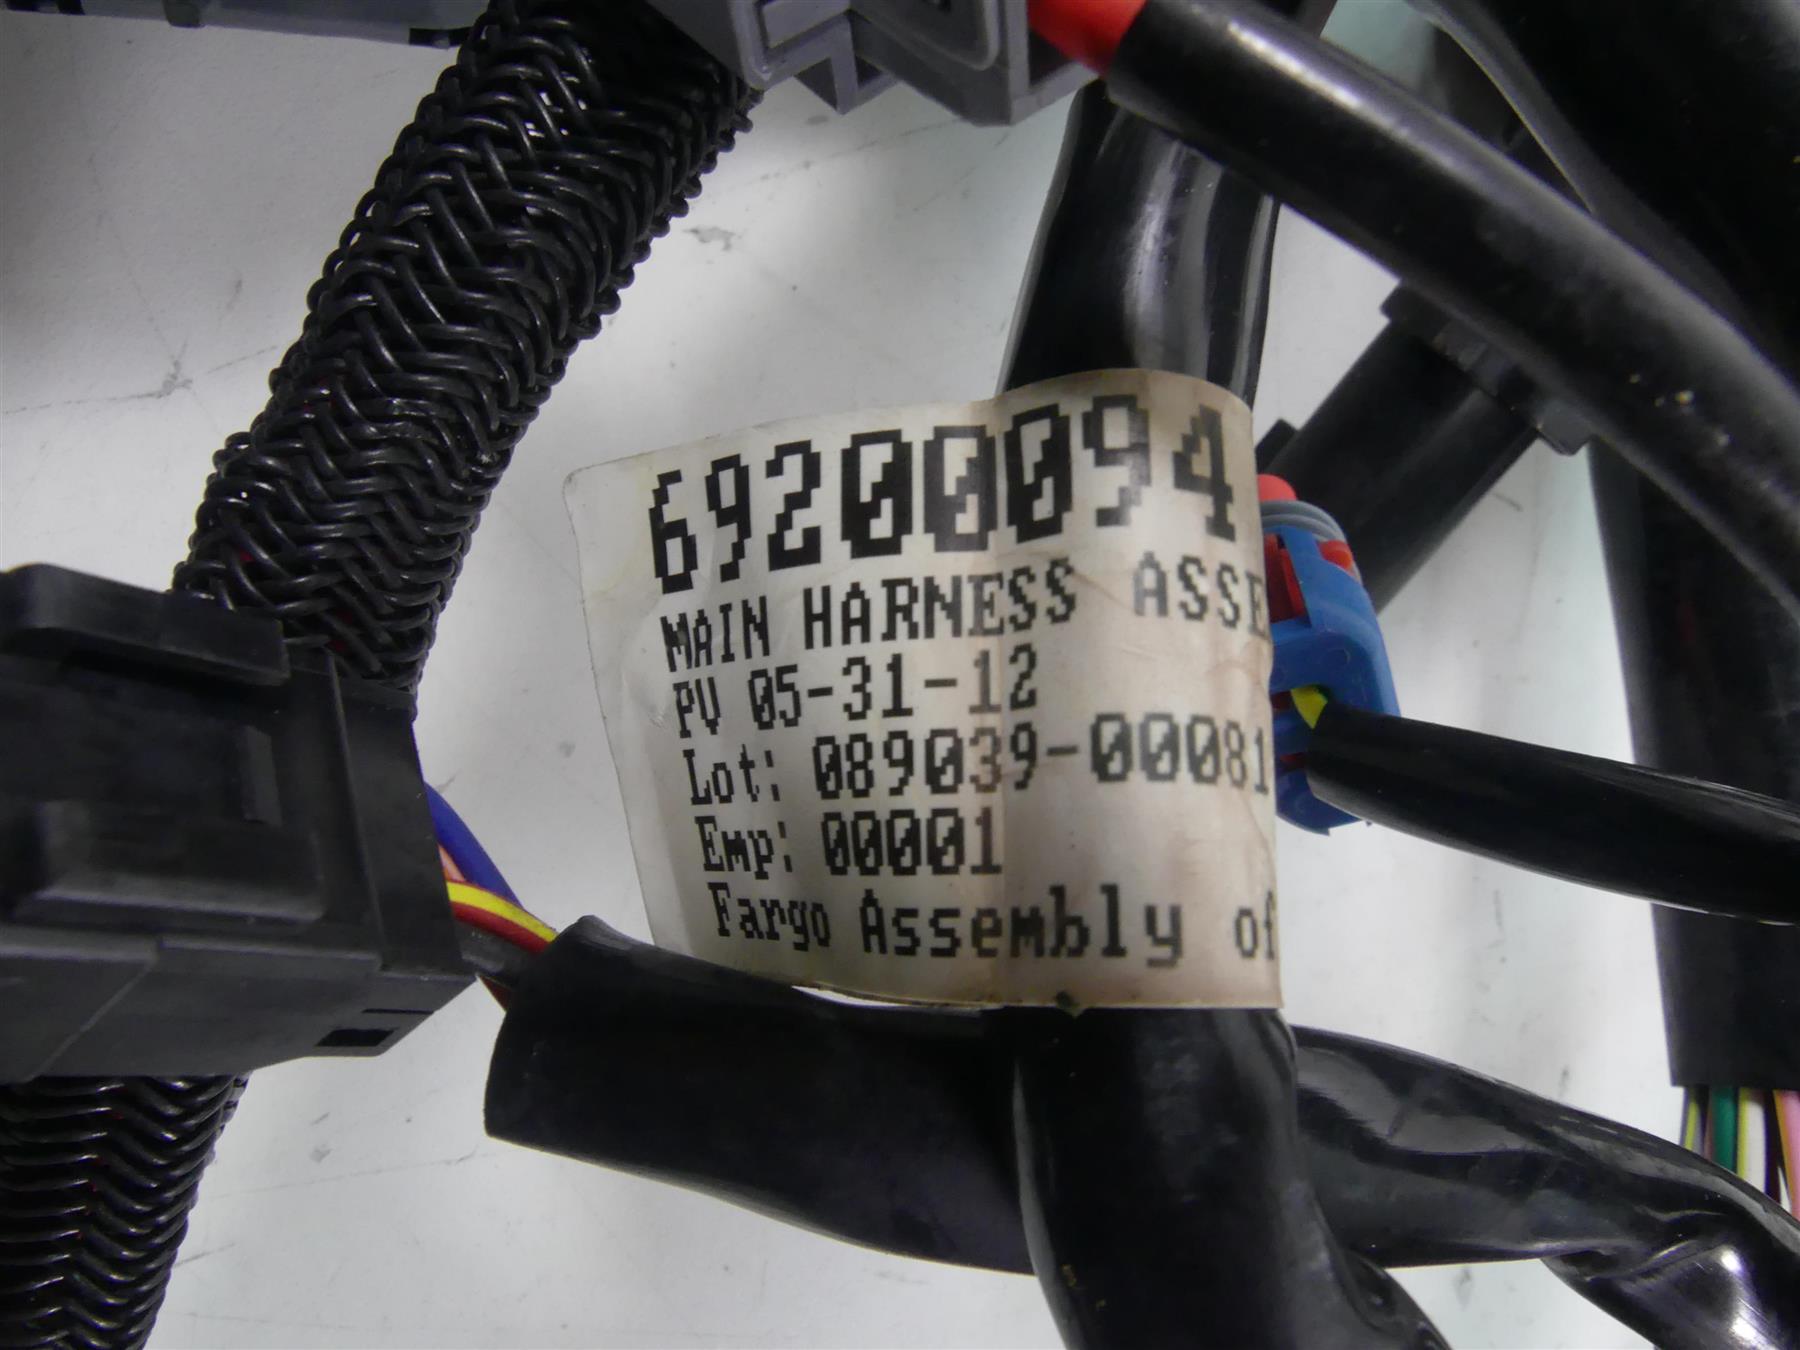 69200094
MAIN HARNESS ASSE
PV 05-31-12
Lot: 089039-00081
Emp: 00001
Fargo Assembly of